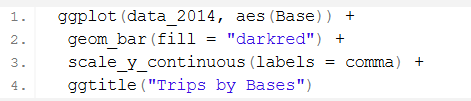 1. ggplot(data_2014, aes(Base)) +
2. geom_bar(fill = "darkred") +
3. scale_y_continuous(labels = comma) +
4. ggtitle("Trips by Bases")